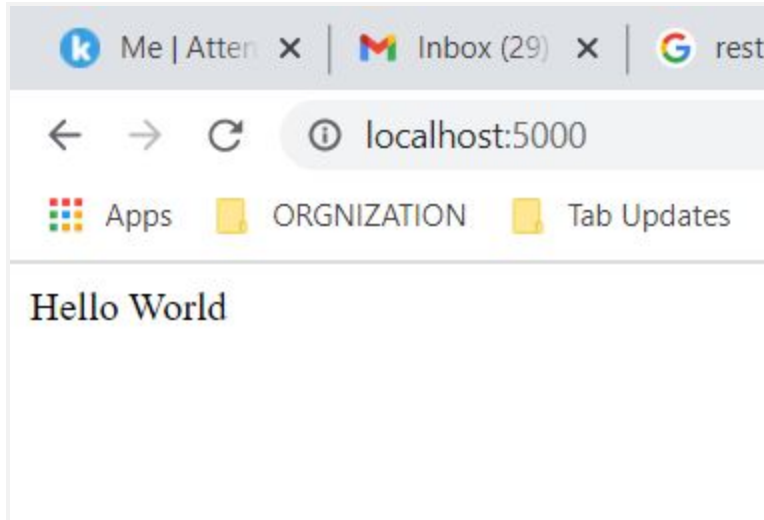 k Me | Atten Inbox (29) G rest
localhost:5000
Apps ORGNIZATION Tab Updates
Hello World